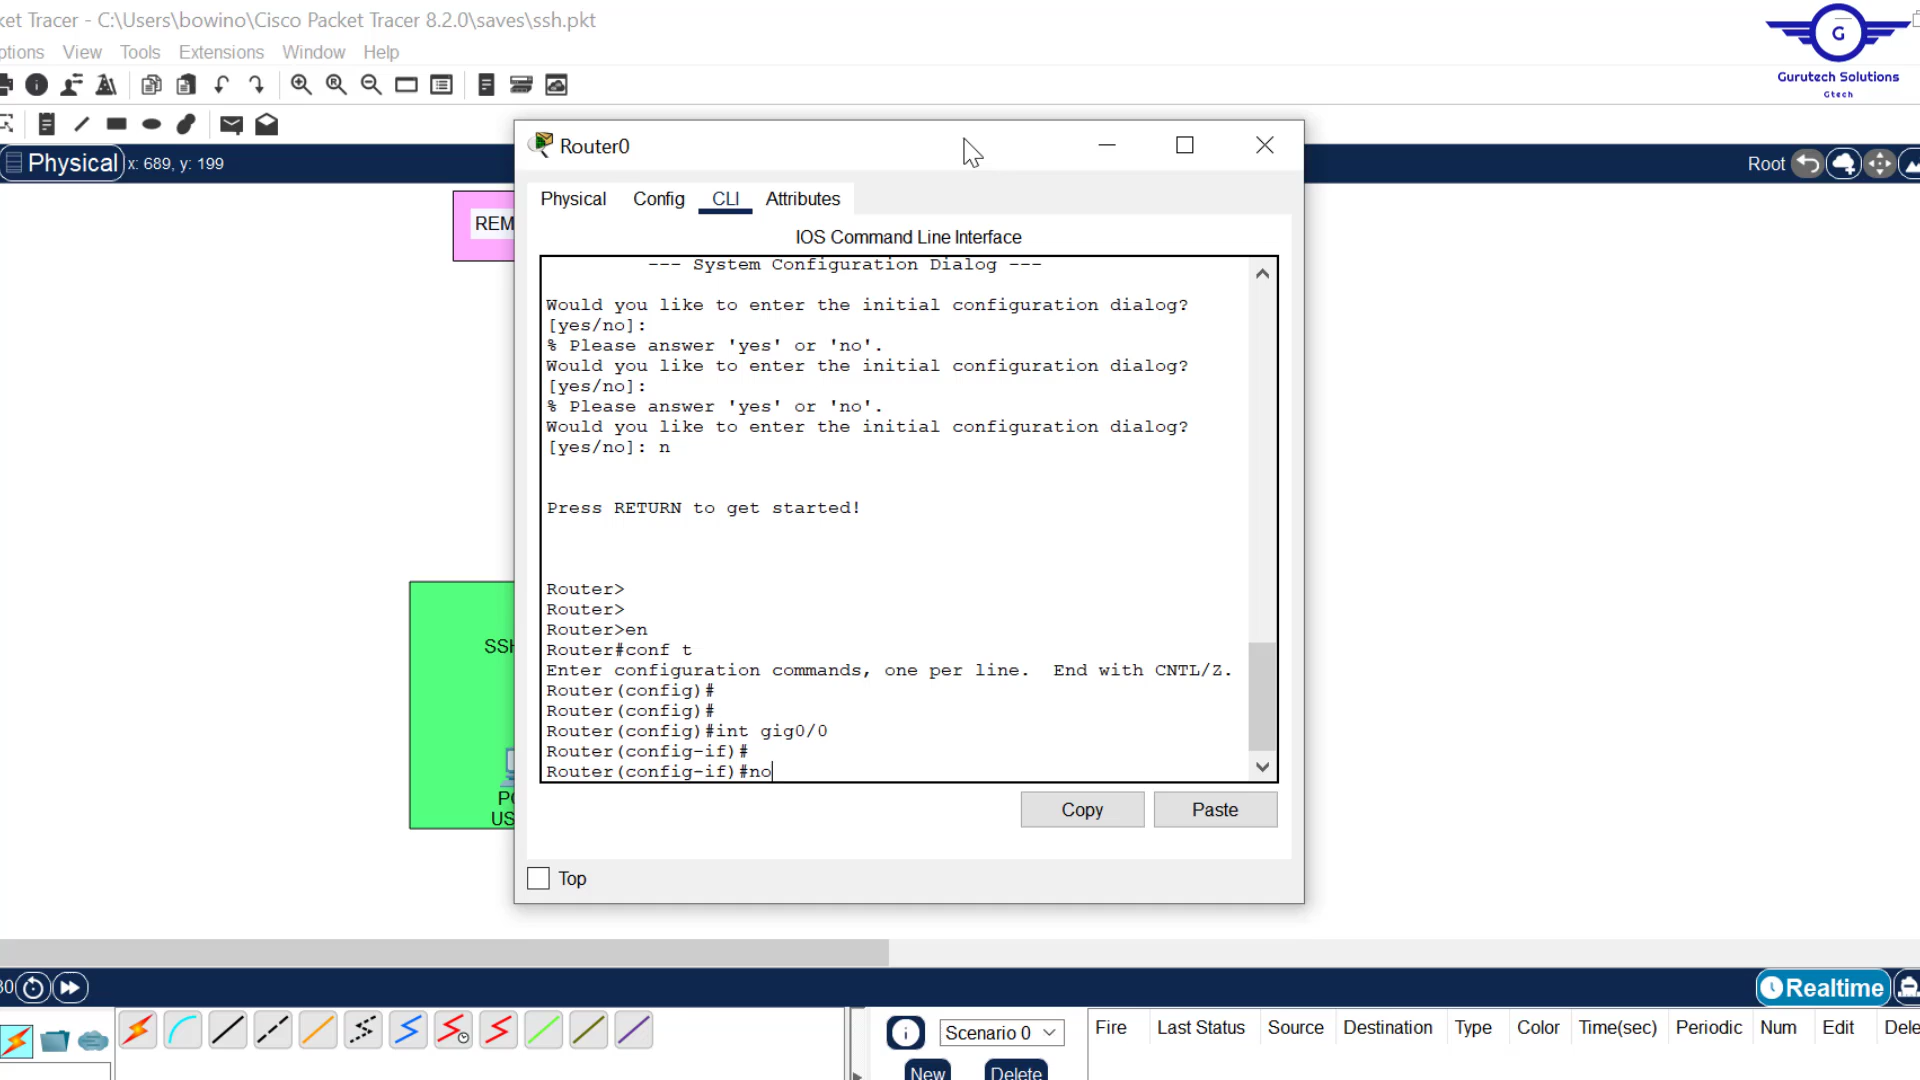 ket Tracer - C:\Users\bowino\Cisco Packet Tracer 8.2.0\saves\ssh.pkt
ptions View Tools Extensions Window Help
G
Gurutech Solutions
Gtech
Physical x: 689, y: 199
Root
REM
Router0
Physical Config CLI Attributes
IOS Command Line Interface
--- System Configuration Dialog ---
Would you like to enter the initial configuration dialog?
[yes/no]:
% Please answer 'yes' or 'no'.
Would you like to enter the initial configuration dialog?
[yes/no]:
% Please answer 'yes' or 'no'.
Would you like to enter the initial configuration dialog?
[yes/no]: n
Press RETURN to get started!
Router>
Router>
Router>en
Router#conf t
Enter configuration commands, one per line.  End with CNTL/Z.
Router(config)#
Router(config)#
Router(config)#int gig0/0
Router(config-if)#
Router(config-if)#no
SSH
PC
US
Copy Paste
Top
30
Realtime
Scenario 0
Fire Last Status Source Destination Type Color Time(sec) Periodic Num Edit Dele
New Delete